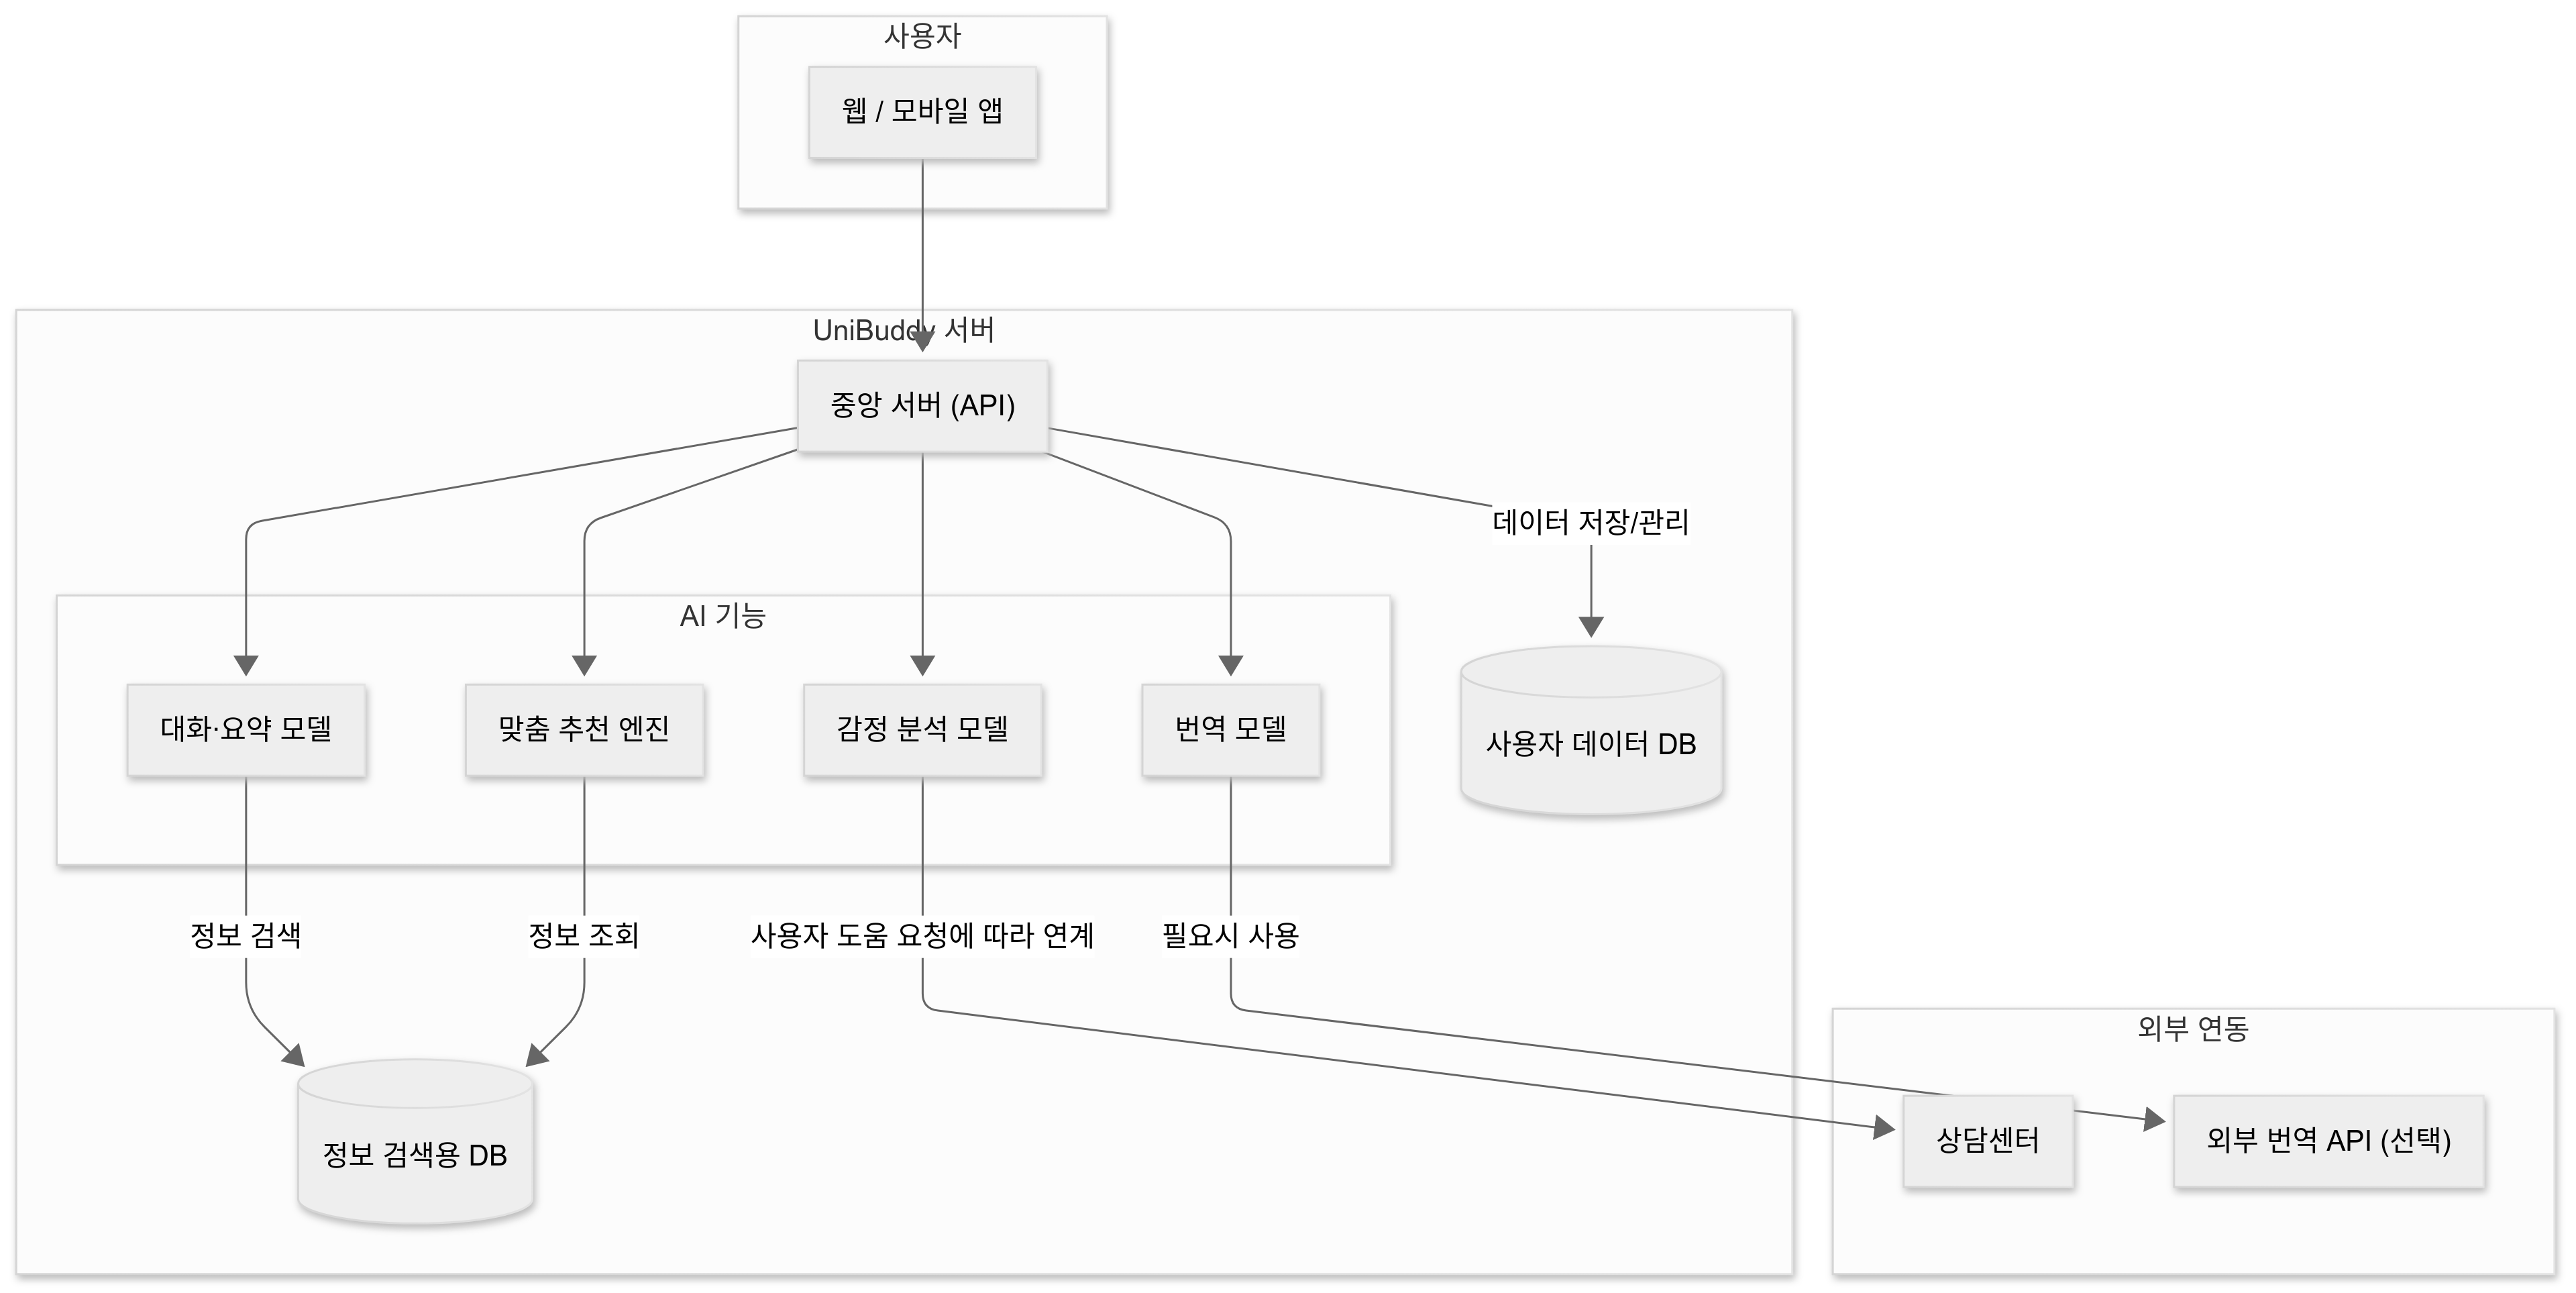 사용자
웹 / 모바일 앱
UniBuddy 서버
중앙 서버 (API)
데이터 저장/관리
AI 기능
대화·요약 모델
맞춤 추천 엔진
감정 분석 모델
번역 모델
사용자 데이터 DB
정보 검색
정보 조회
사용자 도움 요청에 따라 연계
필요시 사용
외부 연동
정보 검색용 DB
상담센터
외부 번역 API (선택)